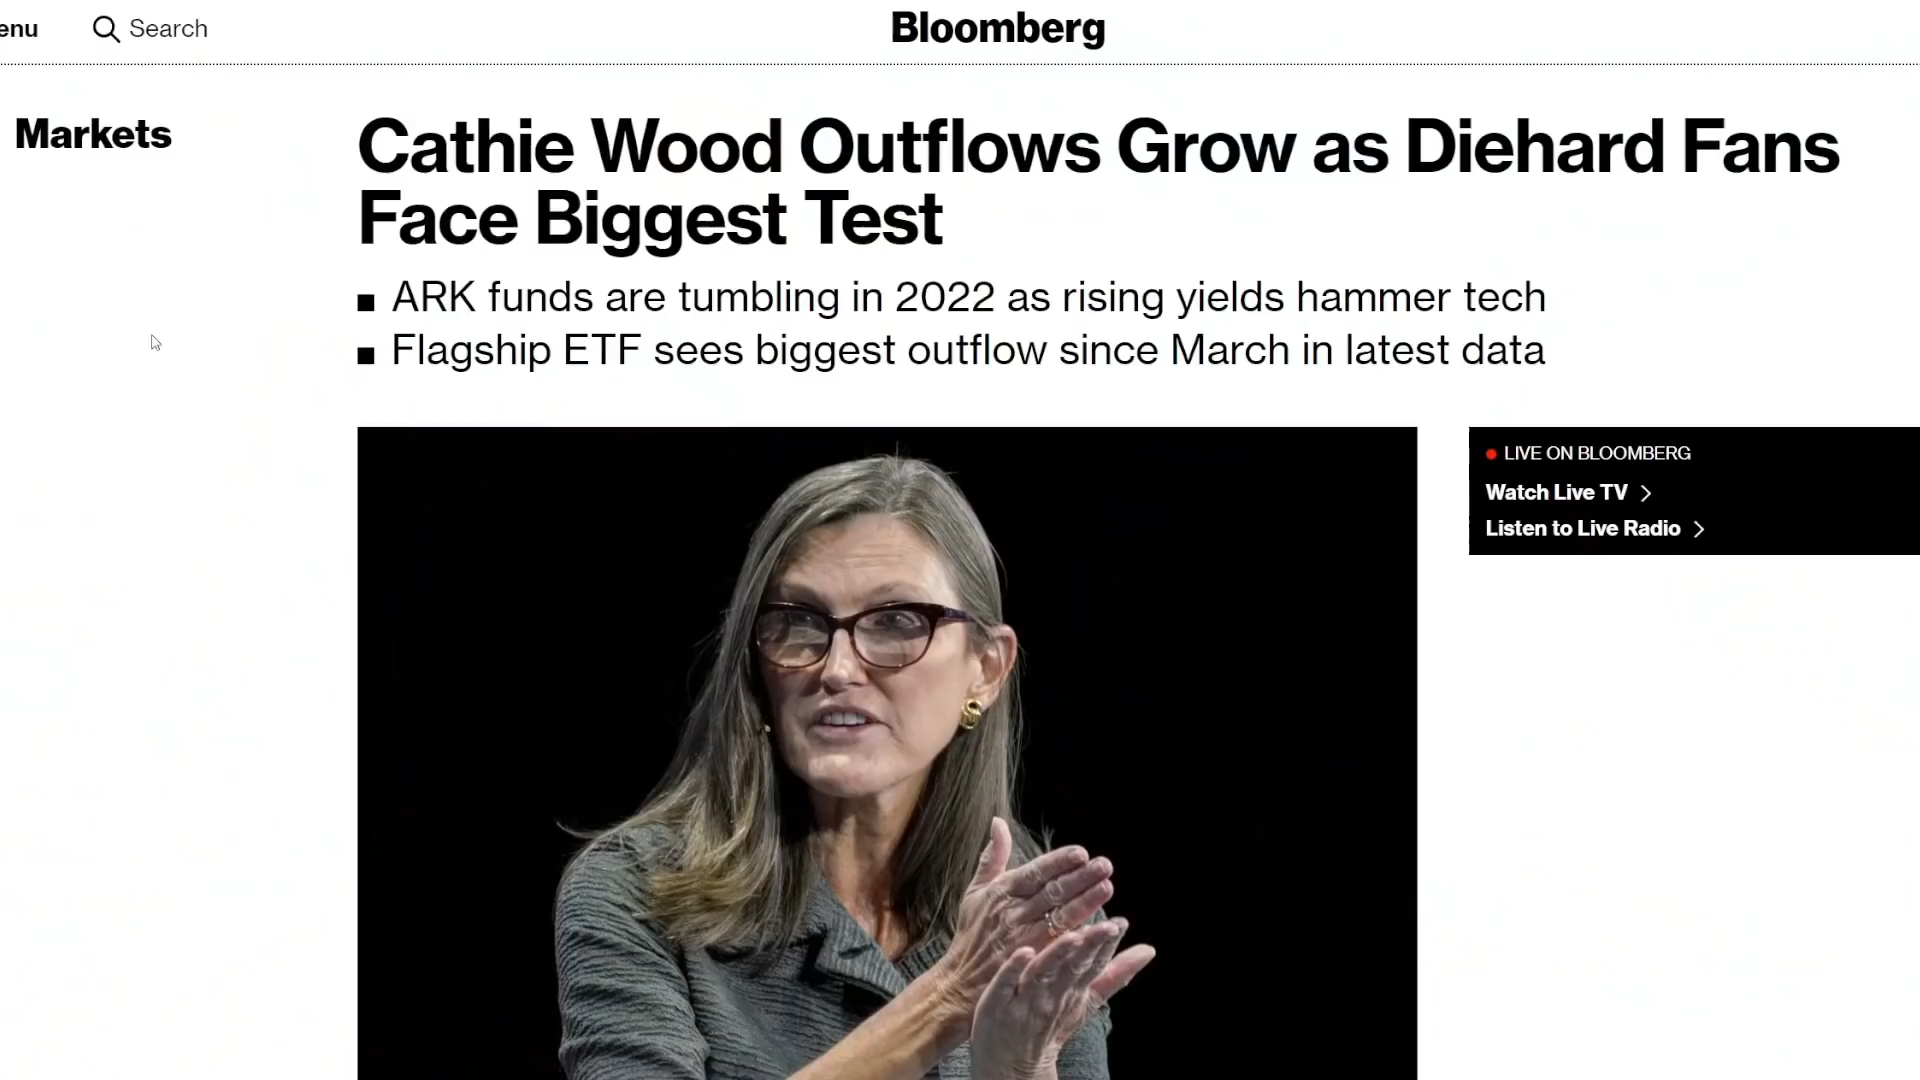 enu
Search
Bloomberg
Markets
Cathie Wood Outflows Grow as Diehard Fans
Face Biggest Test
ARK funds are tumbling in 2022 as rising yields hammer tech
Flagship ETF sees biggest outflow since March in latest data
LIVE ON BLOOMBERG
Watch Live TV
Listen to Live Radio